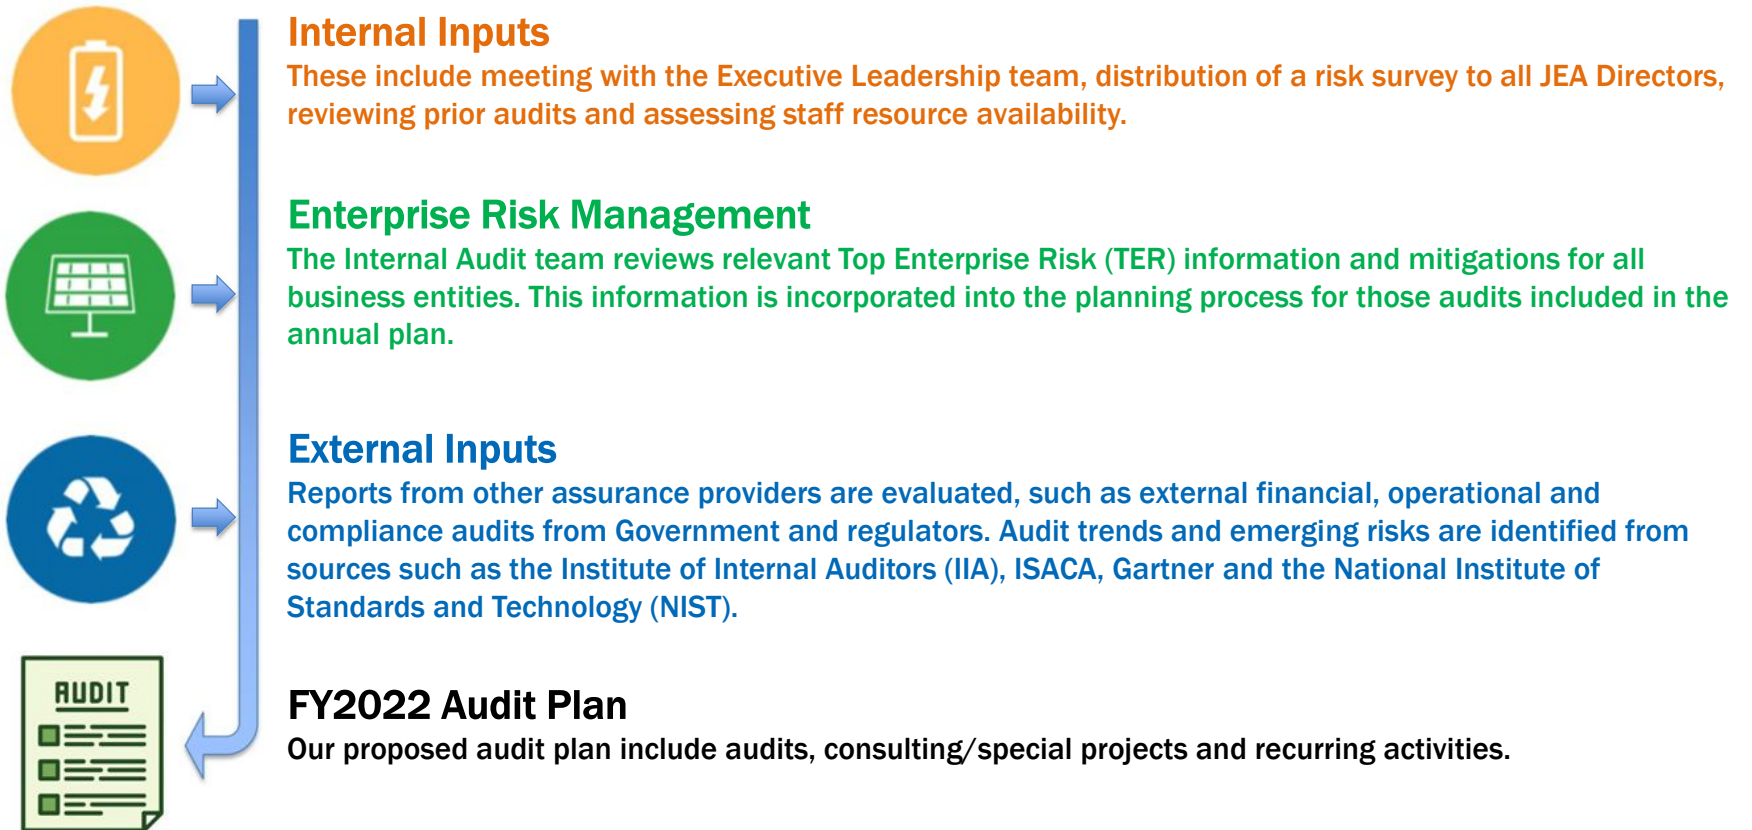 Internal Inputs
These include meeting with the Executive Leadership team, distribution of a risk survey to all JEA Directors,
reviewing prior audits and assessing staff resource availability.
Enterprise Risk Management
The Internal Audit team reviews relevant Top Enterprise Risk (TER) information and mitigations for all
business entities. This information is incorporated into the planning process for those audits included in the
annual plan.
External Inputs
Reports from other assurance providers are evaluated, such as external financial, operational and
compliance audits from Government and regulators. Audit trends and emerging risks are identified from
sources such as the Institute of Internal Auditors (IIA), ISACA, Gartner and the National Institute of
Standards and Technology (NIST).
AUDIT
FY2022 Audit Plan
Our proposed audit plan include audits, consulting/special projects and recurring activities.